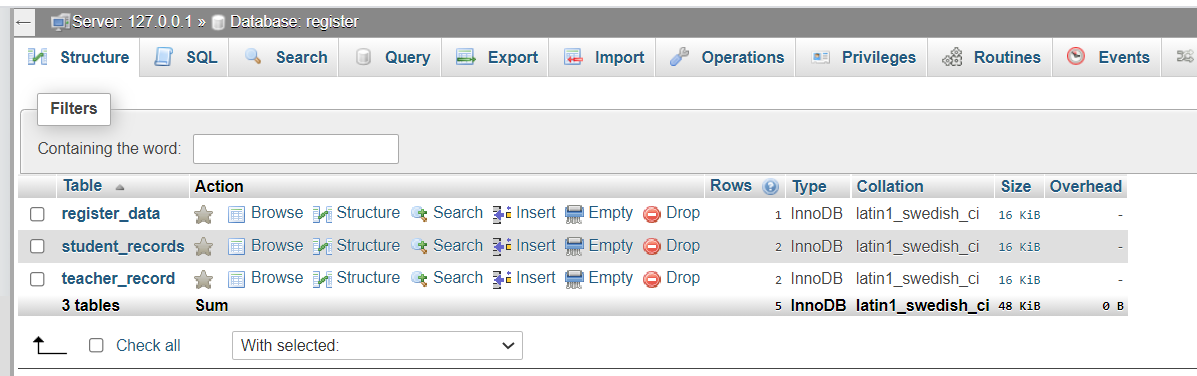 Server: 127.0.0.1 » Database: register
Structure SQL Search Query Export Import Operations Privileges Routines Events
Filters
Containing the word:
Table Action Rows Type Collation Size Overhead
register_data Browse Structure Search Insert Empty Drop 1 InnoDB latin1_swedish_ci 16 KiB -
student_records Browse Structure Search Insert Empty Drop 2 InnoDB latin1_swedish_ci 16 KiB -
teacher_record Browse Structure Search Insert Empty Drop 2 InnoDB latin1_swedish_ci 16 KiB -
3 tables Sum 5 InnoDB latin1_swedish_ci 48 KiB 0 B
Check all With selected: